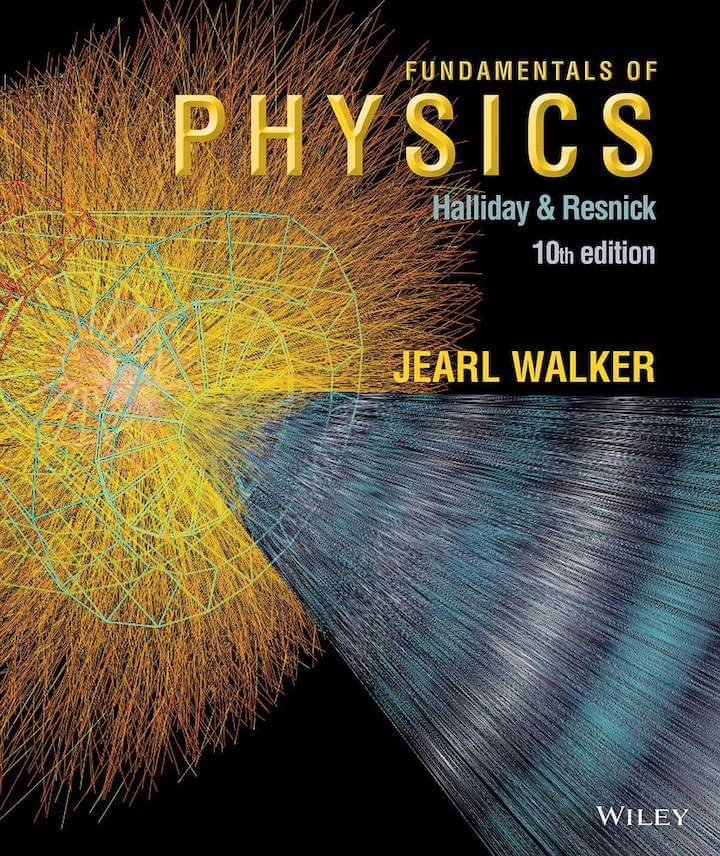 FUNDAMENTALS OF
PHYSICS
Halliday & Resnick
10th edition
JEARL WALKER
WILEY